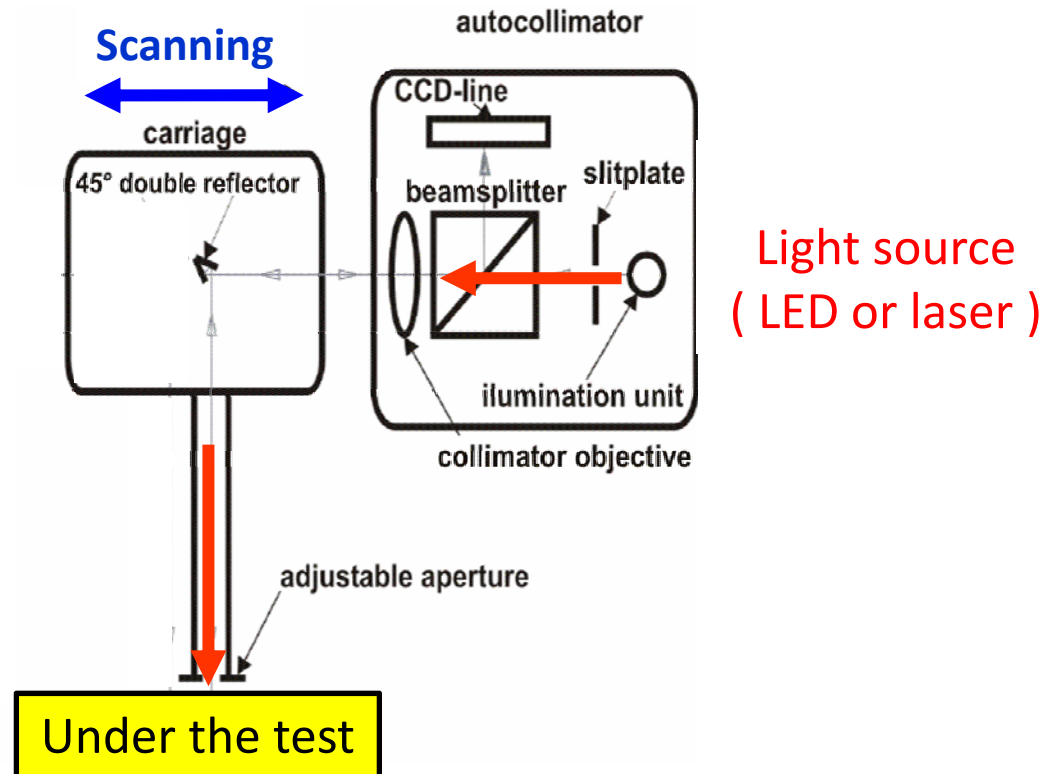 autocollimator
Scanning
CCD-line
carriage
45° double reflector
beamsplitter
slitplate
Light source
( LED or laser )
ilumination unit
collimator objective
adjustable aperture
Under the test